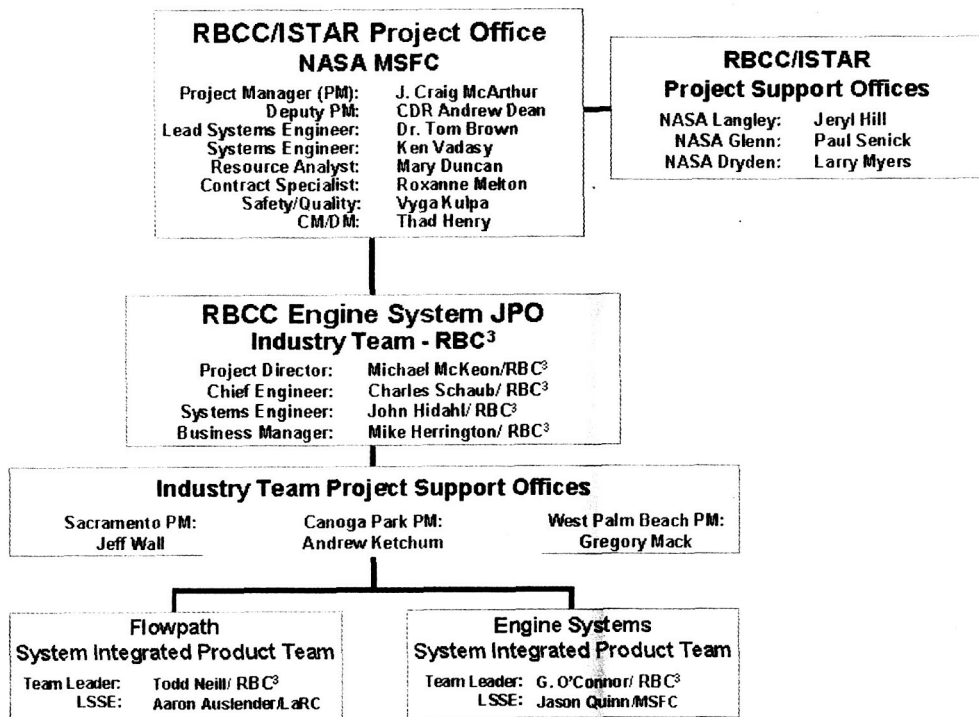 RBCC/ISTAR Project Office
NASA MSFC
Project Manager (PM): J. Craig McArthur
Deputy PM: CDR Andrew Dean
Lead Systems Engineer: Dr. Tom Brown
Systems Engineer: Ken Vadasy
Resource Analyst: Mary Duncan
Contract Specialist: Roxanne Melton
Safety/Quality: Vyga Kulpa
CM/DM: Thad Henry
RBCC/ISTAR
Project Support Offices
NASA Langley: Jeryl Hill
NASA Glenn: Paul Senick
NASA Dryden: Larry Myers
RBCC Engine System JPO
Industry Team - RBC³
Project Director: Michael McKeon/RBC³
Chief Engineer: Charles Schaub/ RBC³
Systems Engineer: John Hidahl/ RBC³
Business Manager: Mike Herrington/ RBC³
Industry Team Project Support Offices
Sacramento PM: Canoga Park PM: West Palm Beach PM:
Jeff Wall Andrew Ketchum Gregory Mack
Flowpath
System Integrated Product Team
Team Leader: Todd Neill/ RBC³
LSSE: Aaron Auslender/LaRC
Engine Systems
System Integrated Product Team
Team Leader: G. O'Connor/ RBC³
LSSE: Jason Quinn/MSFC